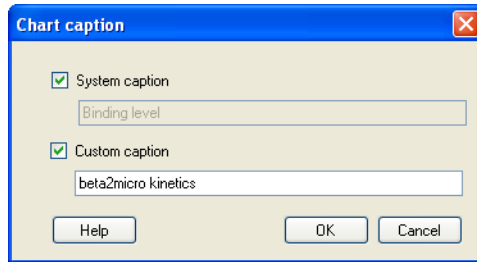 Chart caption
System caption
Binding level
Custom caption
beta2micro kinetics
Help OK Cancel